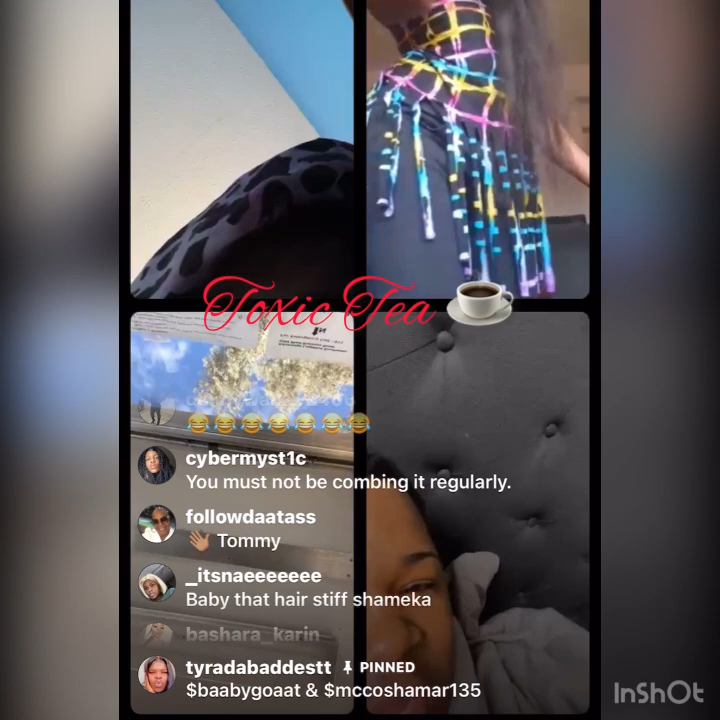 Toxic Tea
😂😂😂😂😂😂😂
cybermyst1c
You must not be combing it regularly.
followdaatass
👋🏽 Tommy
_itsnaeeeeeee
Baby that hair stiff shameka
bashara_karin
tyradabaddestt PINNED
$baabygoaat & $mccoshamar135
InShOt